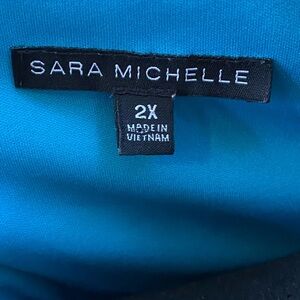 SARA MICHELLE
2X
MADE IN
VIETNAM